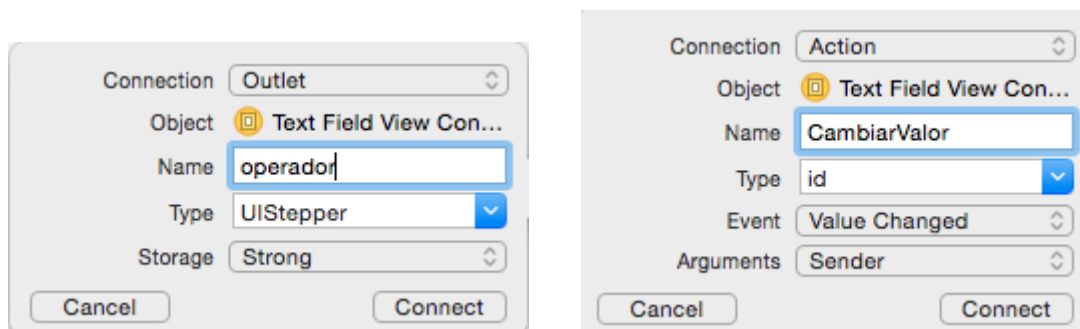 Connection Outlet
Object Text Field View Con...
Name operador
Type UIStepper
Storage Strong
Cancel Connect
Connection Action
Object Text Field View Con...
Name CambiarValor
Type id
Event Value Changed
Arguments Sender
Cancel Connect